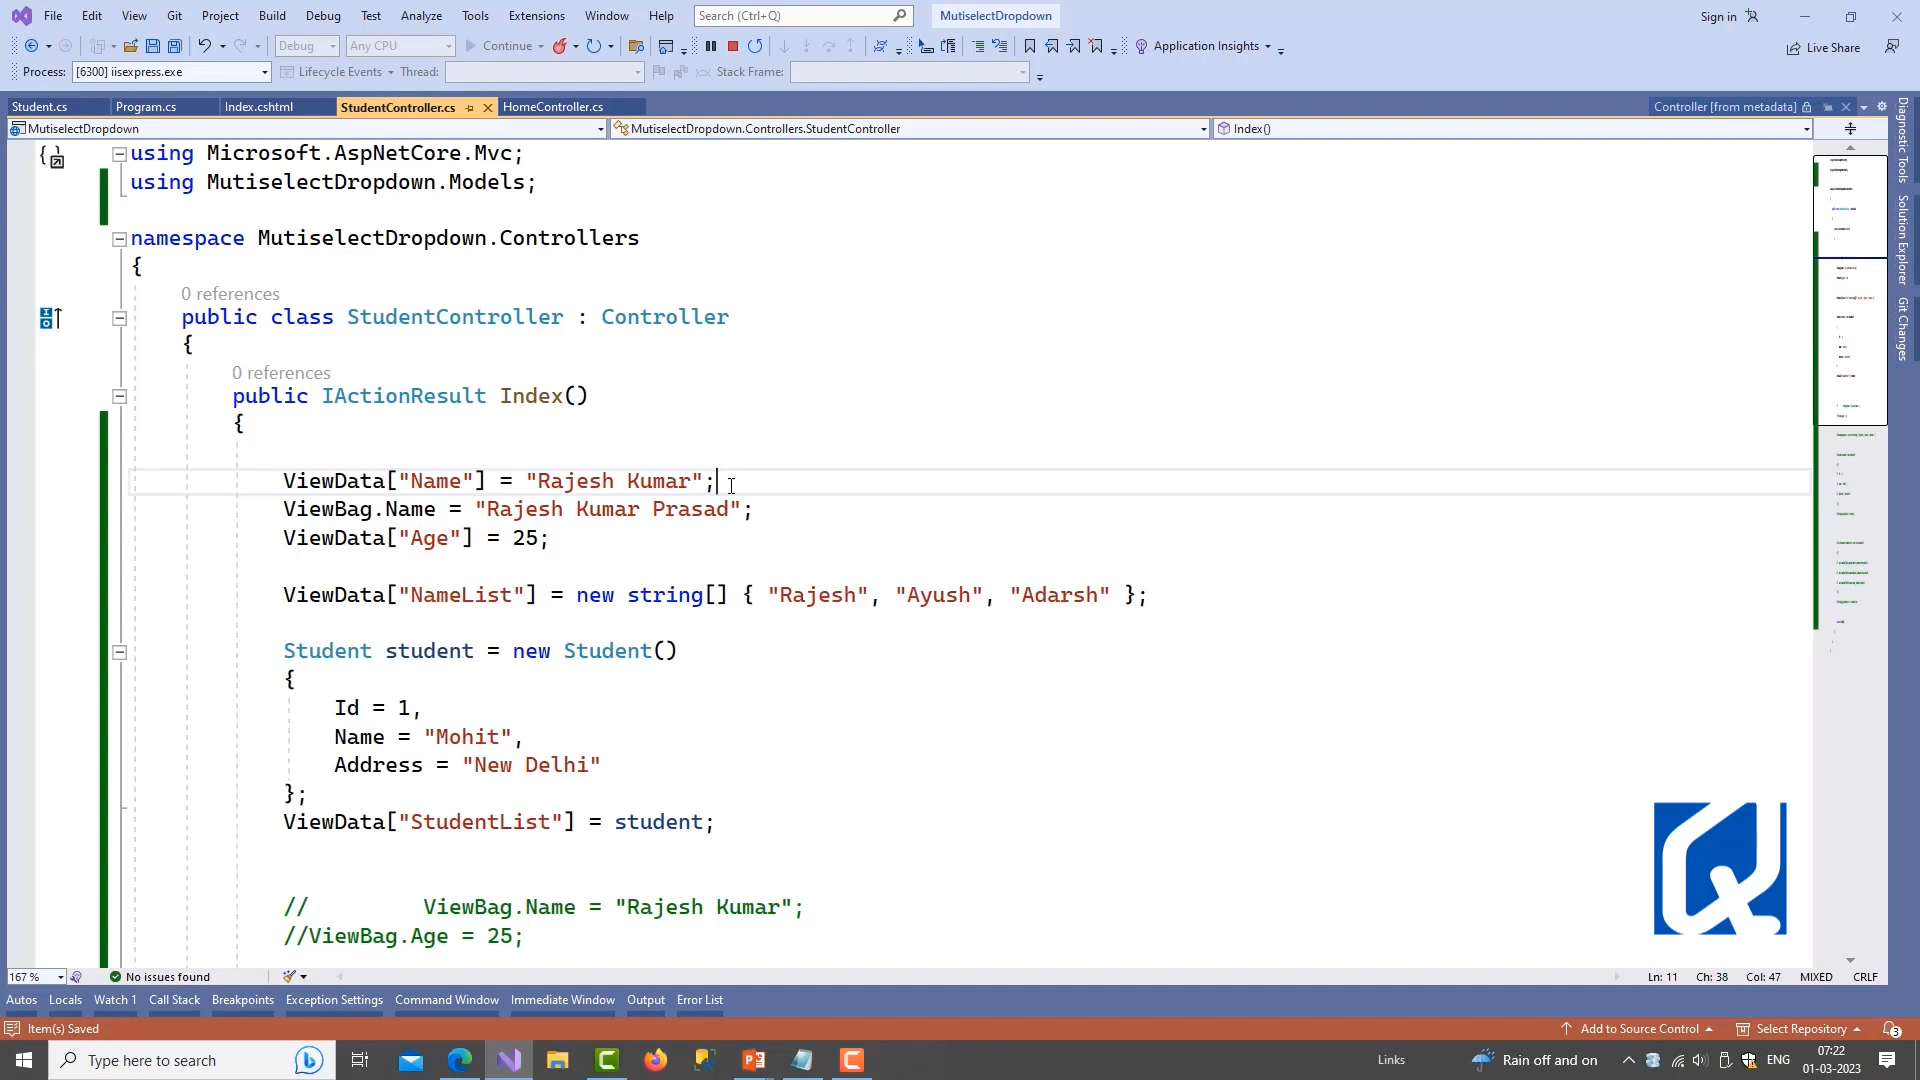 File Edit View Git Project Build Debug Test Analyze Tools Extensions Window Help Search (Ctrl+Q) MutiselectDropdown Sign in
Debug Any CPU Continue Application Insights Live Share
Process: [6300] iisexpress.exe Lifecycle Events Thread: Stack Frame:
Student.cs Program.cs Index.cshtml StudentController.cs HomeController.cs Controller [from metadata]
MutiselectDropdown MutiselectDropdown.Controllers.StudentController Index()
using Microsoft.AspNetCore.Mvc;
using MutiselectDropdown.Models;
namespace MutiselectDropdown.Controllers
{
0 references
public class StudentController : Controller
{
0 references
public IActionResult Index()
{
ViewData["Name"] = "Rajesh Kumar";
ViewBag.Name = "Rajesh Kumar Prasad";
ViewData["Age"] = 25;
ViewData["NameList"] = new string[] { "Rajesh", "Ayush", "Adarsh" };
Student student = new Student()
{
Id = 1,
Name = "Mohit",
Address = "New Delhi"
};
ViewData["StudentList"] = student;
// ViewBag.Name = "Rajesh Kumar";
//ViewBag.Age = 25;
Diagnostic Tools
Solution Explorer
Git Changes
167 % No issues found Ln: 11 Ch: 38 Col: 47 MIXED CRLF
Autos Locals Watch 1 Call Stack Breakpoints Exception Settings Command Window Immediate Window Output Error List
Item(s) Saved Add to Source Control Select Repository 3
Type here to search Links Rain off and on ENG 07:22
01-03-2023